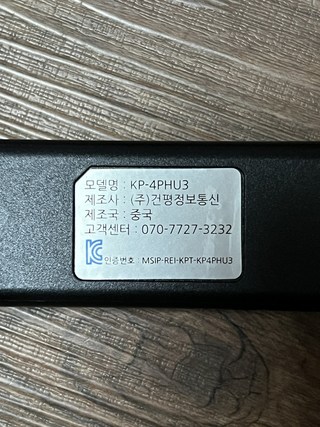 모델명 : KP-4PHU3
제조사 : (주)건평정보통신
제조국 : 중국
고객센터 : 070-7727-3232
KC 인증번호 : MSIP-REI-KPT-KP4PHU3